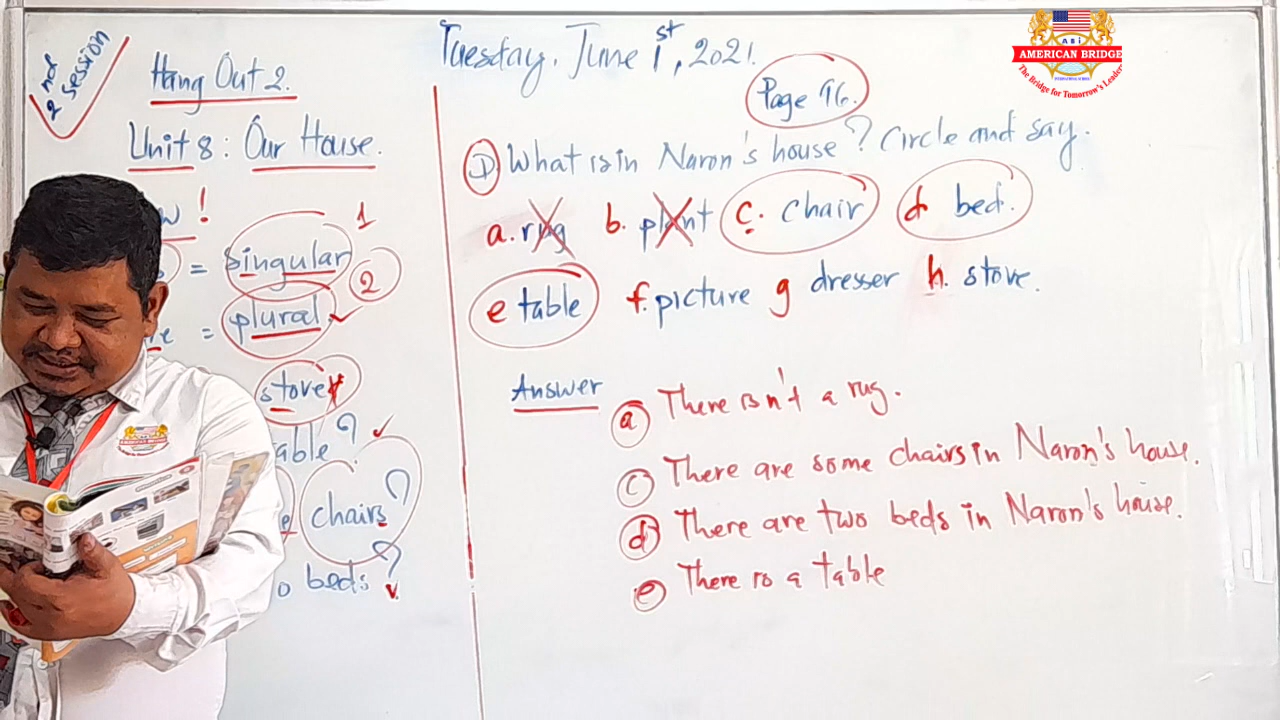 Tuesday, June 1st, 2021.
AMERICAN BRIDGE
The Bridge for Tomorrow's Leaders
2 session
Hang Out 2.
Unit 8: Our House.
!
= singular 1
= plural 2
stove
able?
chairs?
o beds?
Page 96.
① What is in Naron's house? Circle and say.
a. rug b. plant c. chair d. bed.
e table f. picture g dresser h. stove.
Answer
ⓐ There isn't a rug.
ⓒ There are some chairs in Naron's house.
ⓓ There are two beds in Naron's house.
ⓔ There is a table